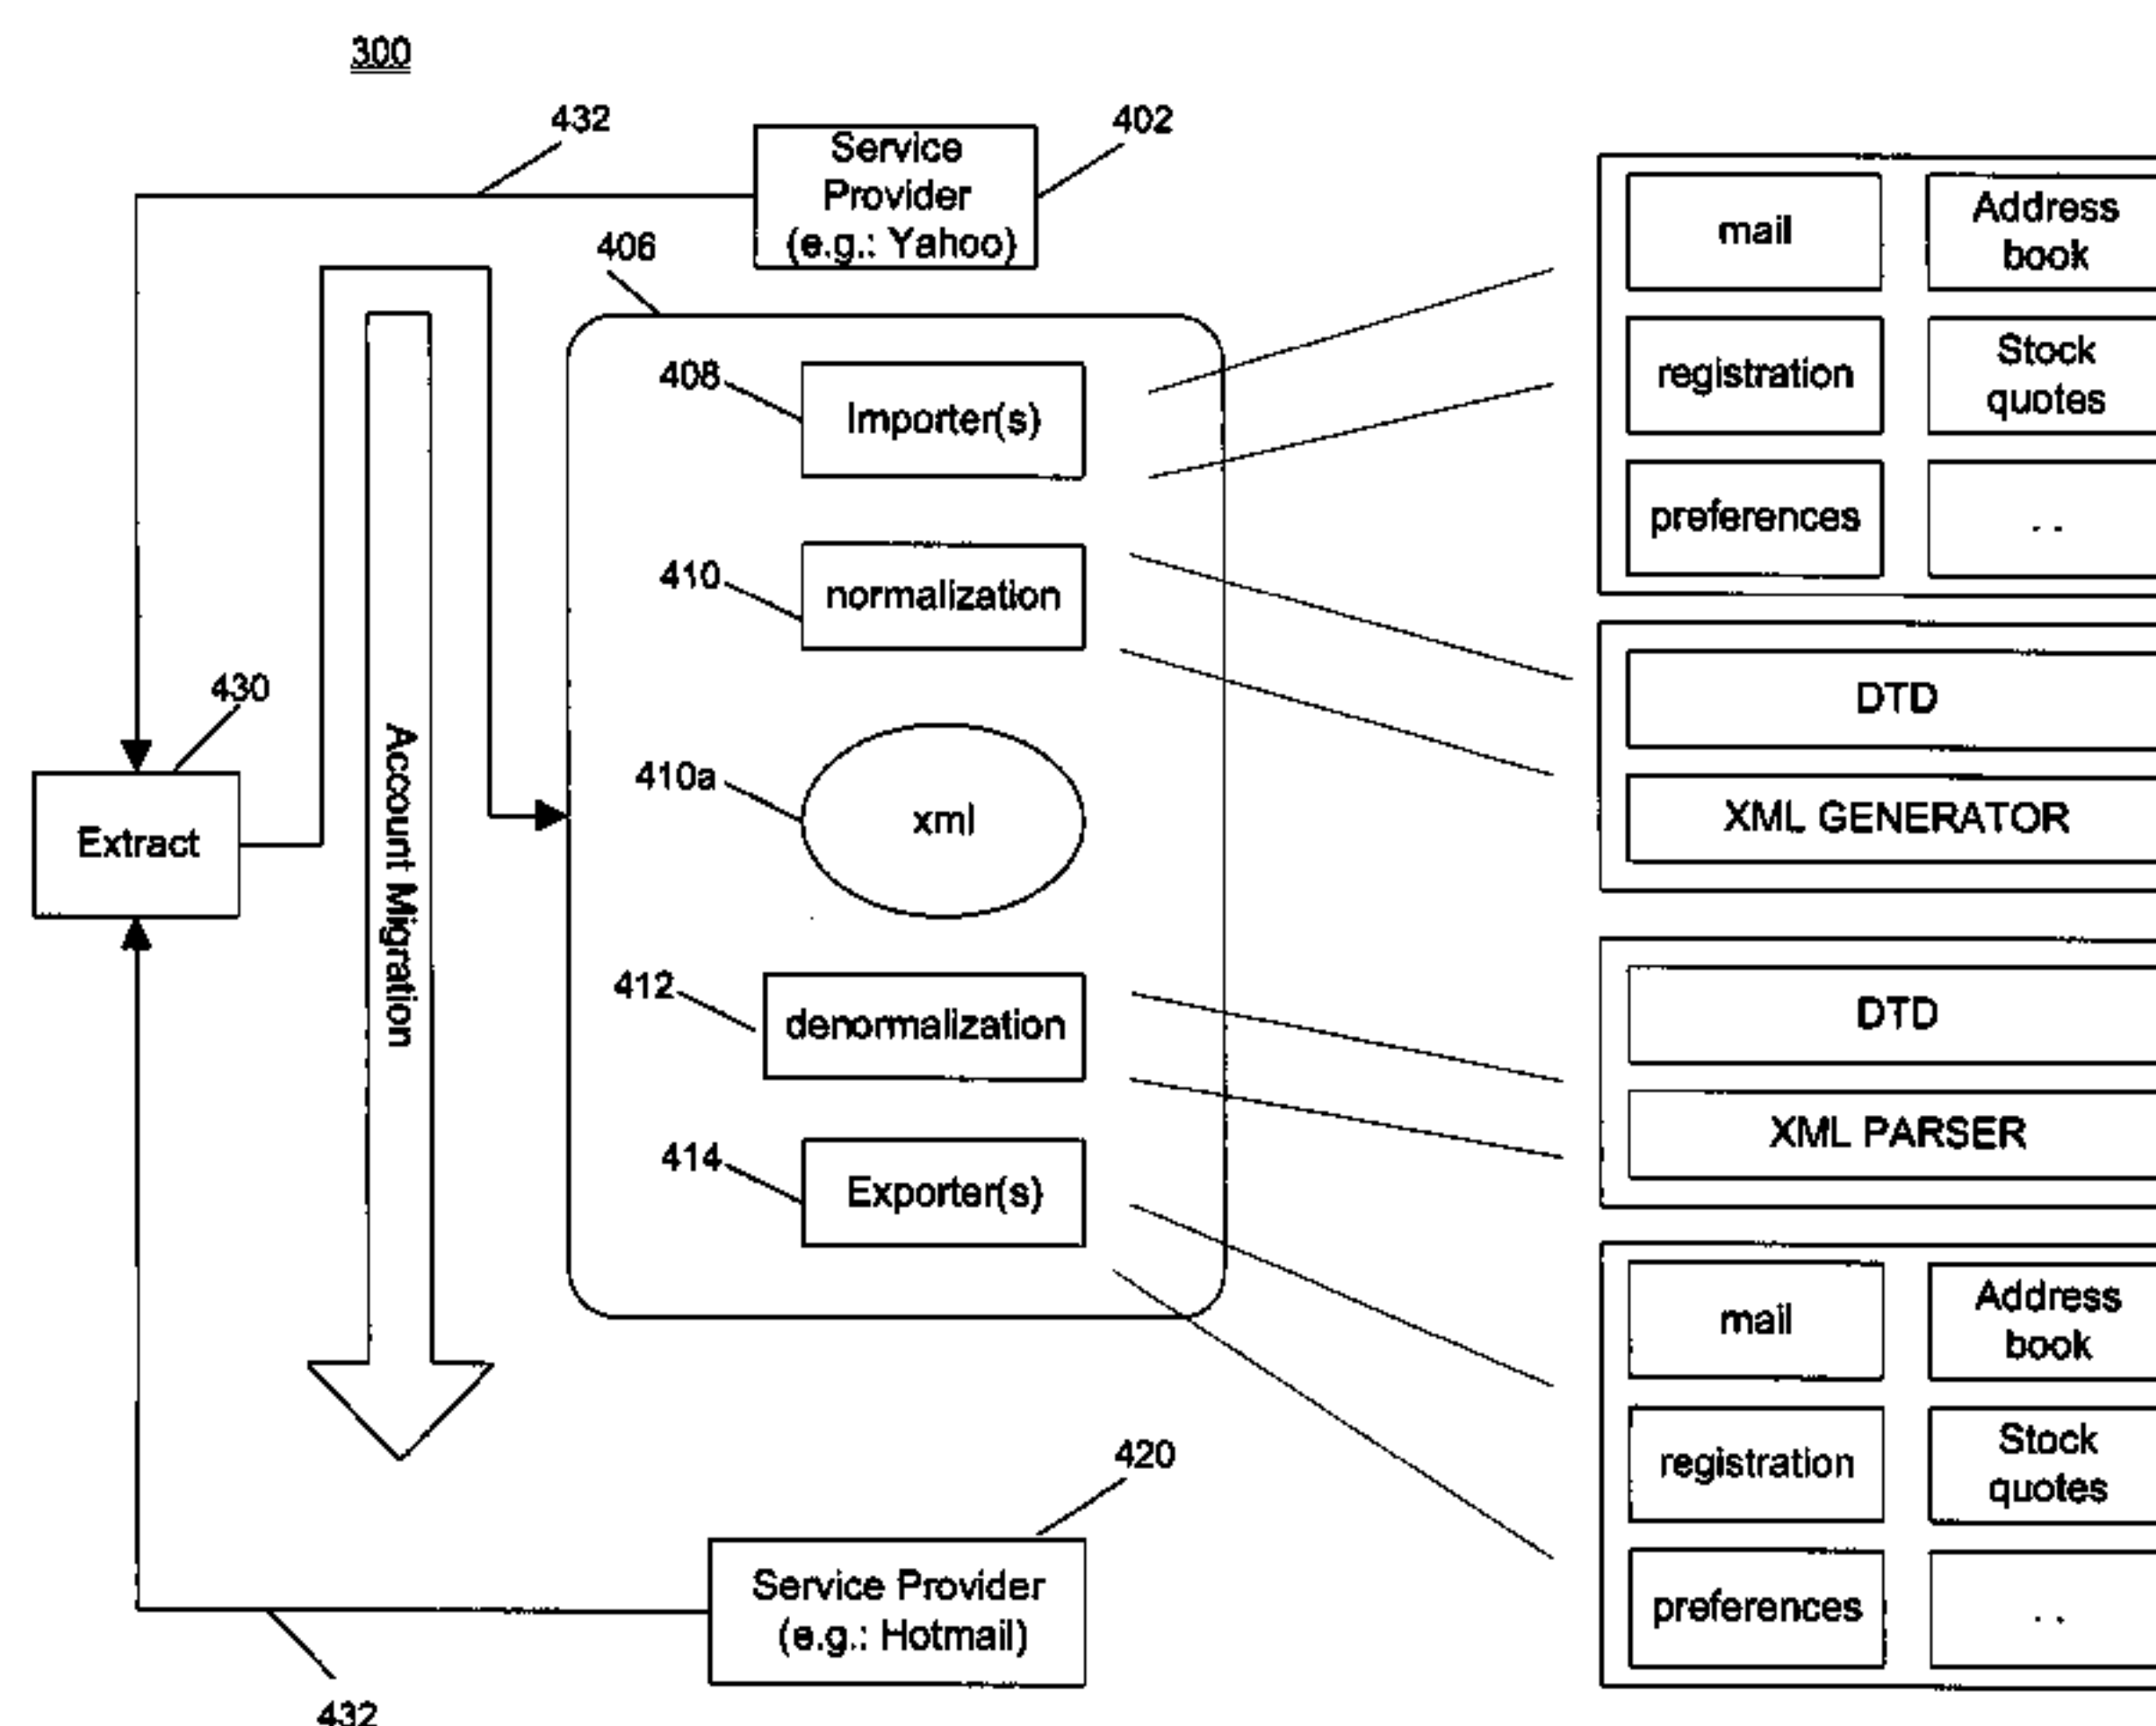 300
432
402
Service
Provider
(e.g.: Yahoo)
406
408
Importer(s)
410
normalization
430
Extract
Account Migration
410a
xml
412
denormalization
414
Exporter(s)
420
Service Provider
(e.g.: Hotmail)
432
mail
Address
book
registration
Stock
quotes
preferences
. .
DTD
XML GENERATOR
DTD
XML PARSER
mail
Address
book
registration
Stock
quotes
preferences
. .